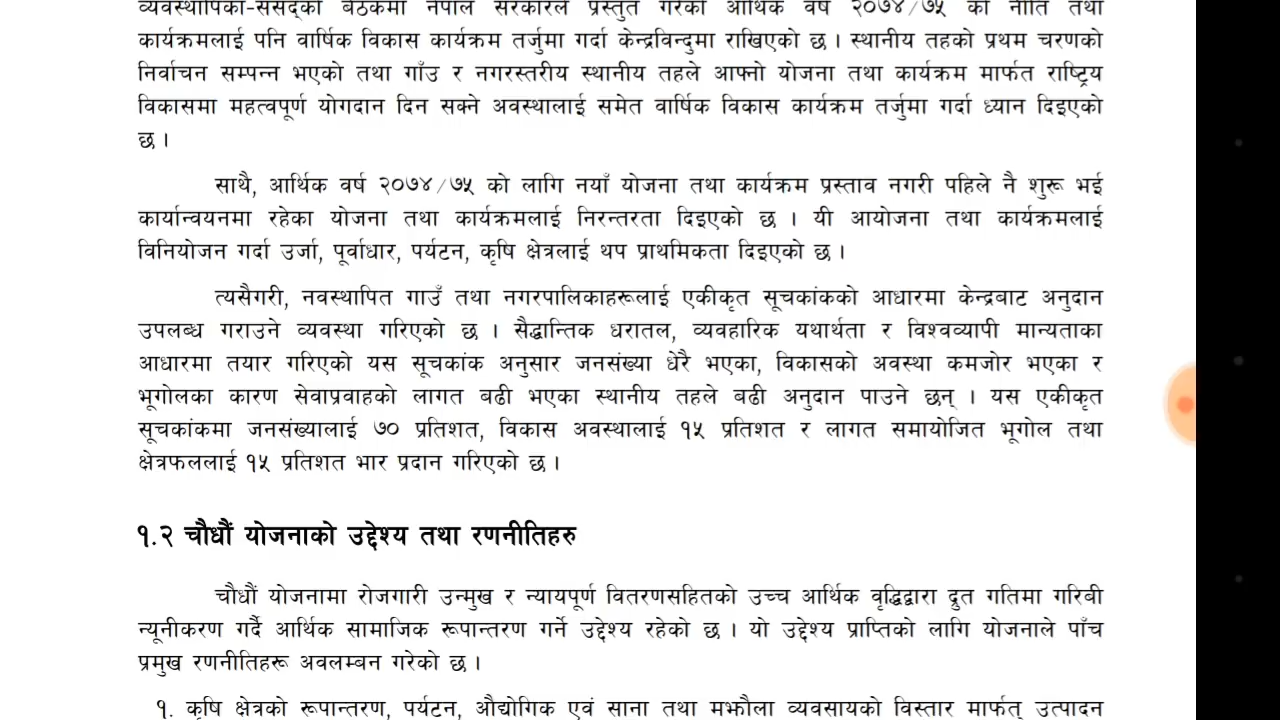 व्यवस्थापिका-संसद्को बैठकमा नेपाल सरकारले प्रस्तुत गरेको आर्थिक वर्ष २०७४/७५ को नीति तथा
कार्यक्रमलाई पनि वार्षिक विकास कार्यक्रम तर्जुमा गर्दा केन्द्रविन्दुमा राखिएको छ । स्थानीय तहको प्रथम चरणको
निर्वाचन सम्पन्न भएको तथा गाँउ र नगरस्तरीय स्थानीय तहले आफ्नो योजना तथा कार्यक्रम मार्फत राष्ट्रिय
विकासमा महत्वपूर्ण योगदान दिन सक्ने अवस्थालाई समेत वार्षिक विकास कार्यक्रम तर्जुमा गर्दा ध्यान दिइएको
छ ।
साथै, आर्थिक वर्ष २०७४/७५ को लागि नयाँ योजना तथा कार्यक्रम प्रस्ताव नगरी पहिले नै शुरू भई
कार्यान्वयनमा रहेका योजना तथा कार्यक्रमलाई निरन्तरता दिइएको छ । यी आयोजना तथा कार्यक्रमलाई
विनियोजन गर्दा उर्जा, पूर्वाधार, पर्यटन, कृषि क्षेत्रलाई थप प्राथमिकता दिइएको छ ।
त्यसैगरी, नवस्थापित गाउँ तथा नगरपालिकाहरूलाई एकीकृत सूचकांकको आधारमा केन्द्रबाट अनुदान
उपलब्ध गराउने व्यवस्था गरिएको छ । सैद्धान्तिक धरातल, व्यवहारिक यथार्थता र विश्वव्यापी मान्यताका
आधारमा तयार गरिएको यस सूचकांक अनुसार जनसंख्या धेरै भएका, विकासको अवस्था कमजोर भएका र
भूगोलका कारण सेवाप्रवाहको लागत बढी भएका स्थानीय तहले बढी अनुदान पाउने छन् । यस एकीकृत
सूचकांकमा जनसंख्यालाई ७० प्रतिशत, विकास अवस्थालाई १५ प्रतिशत र लागत समायोजित भूगोल तथा
क्षेत्रफललाई १५ प्रतिशत भार प्रदान गरिएको छ ।
१.२ चौधौं योजनाको उद्देश्य तथा रणनीतिहरु
चौधौं योजनामा रोजगारी उन्मुख र न्यायपूर्ण वितरणसहितको उच्च आर्थिक वृद्धिद्वारा द्रुत गतिमा गरिबी
न्यूनीकरण गर्दै आर्थिक सामाजिक रूपान्तरण गर्ने उद्देश्य रहेको छ । यो उद्देश्य प्राप्तिको लागि योजनाले पाँच
प्रमुख रणनीतिहरू अवलम्बन गरेको छ ।
१. कृषि क्षेत्रको रूपान्तरण, पर्यटन, औद्योगिक एवं साना तथा मझौला व्यवसायको विस्तार मार्फत् उत्पादन